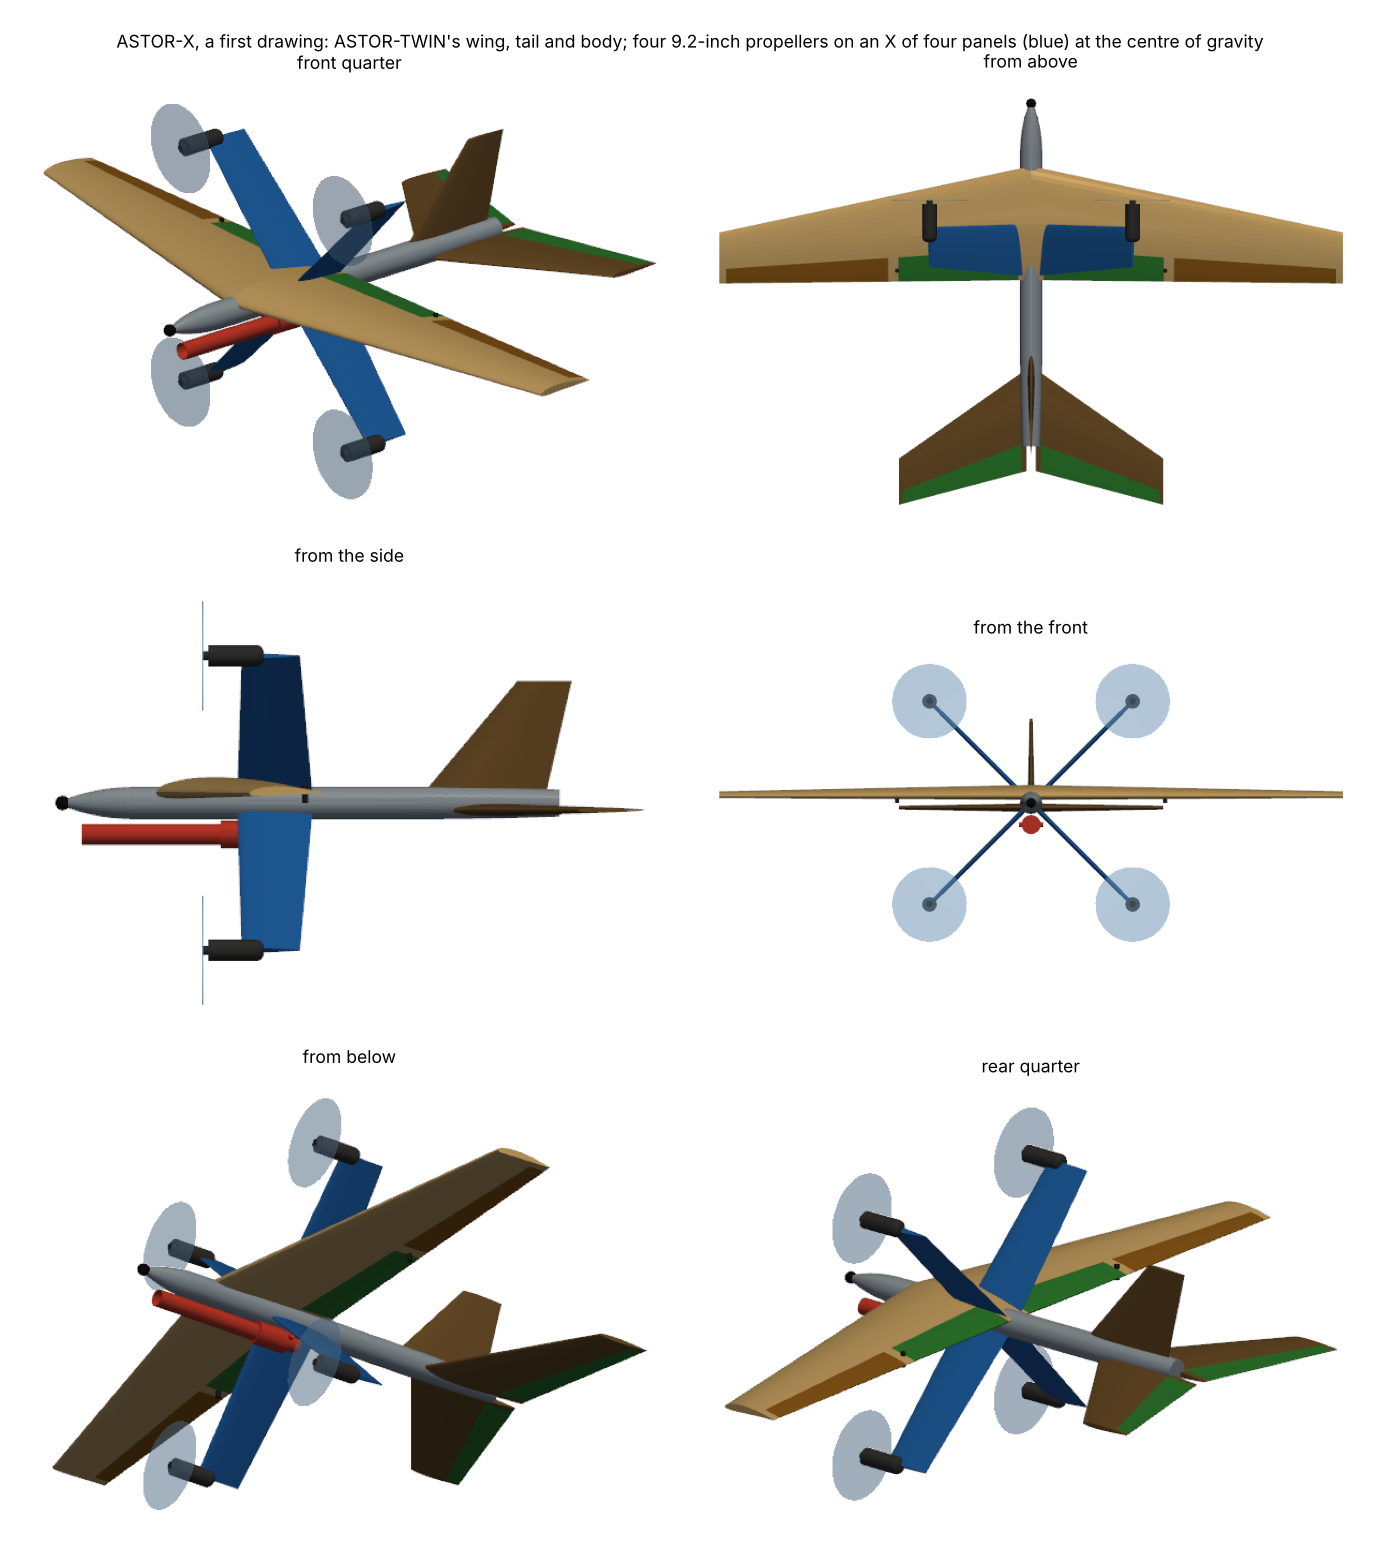 ASTOR-X, a first drawing: ASTOR-TWIN's wing, tail and body; four 9.2-inch propellers on an X of four panels (blue) at the centre of gravity
front quarter
from above
from the side
from the front
from below
rear quarter